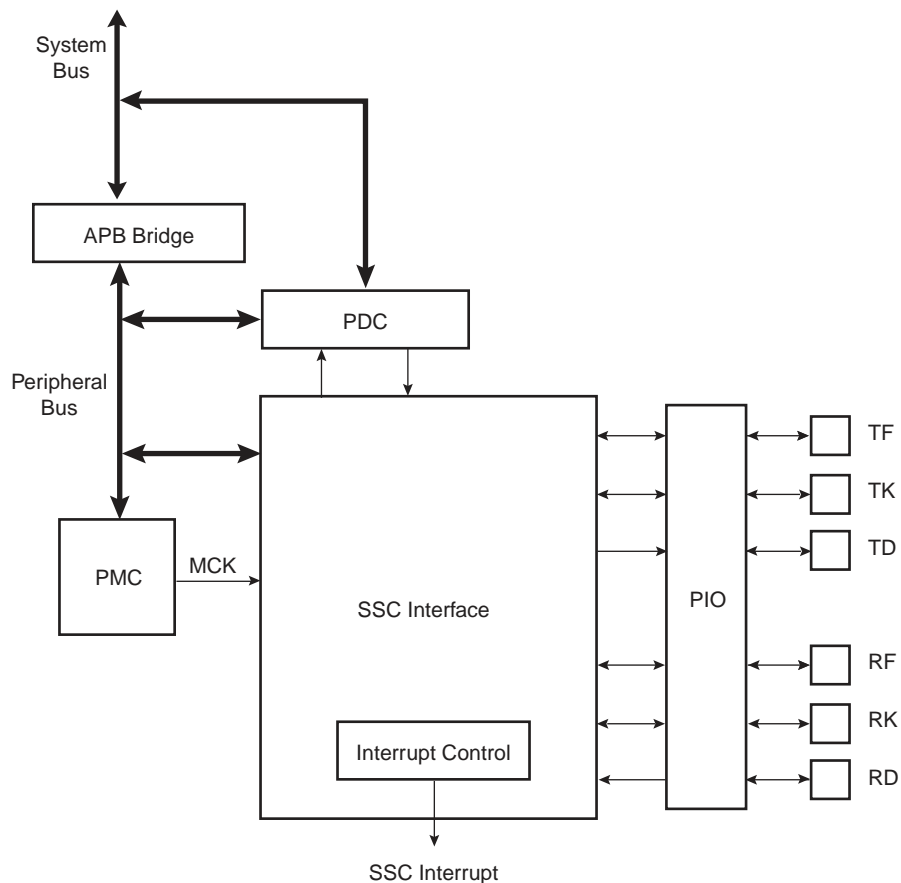 System
Bus
APB Bridge
PDC
Peripheral
Bus
TF
TK
PMC
MCK
TD
SSC Interface
PIO
RF
RK
Interrupt Control
RD
SSC Interrupt